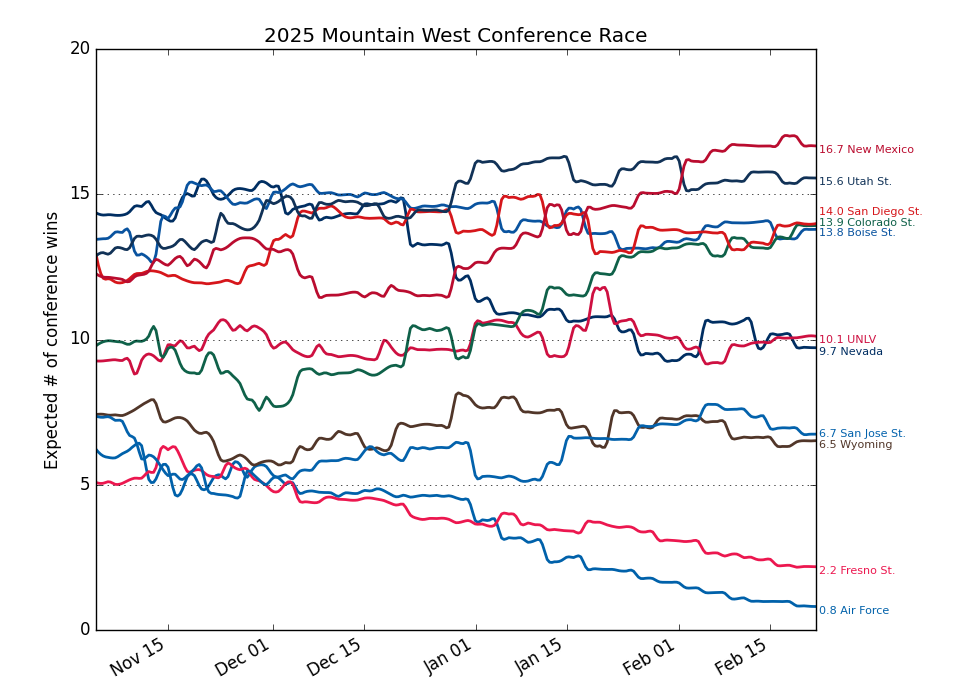 2025 Mountain West Conference Race
Expected # of conference wins
20
15
10
5
0
Nov 15
Dec 01
Dec 15
Jan 01
Jan 15
Feb 01
Feb 15
16.7 New Mexico
15.6 Utah St.
14.0 San Diego St.
13.9 Colorado St.
13.8 Boise St.
10.1 UNLV
9.7 Nevada
6.7 San Jose St.
6.5 Wyoming
2.2 Fresno St.
0.8 Air Force